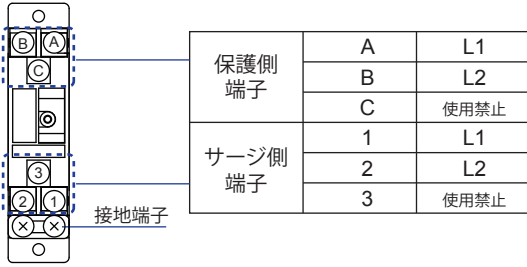 B A
C
3
2 1
接地端子
保護側
端子
A L1
B L2
C 使用禁止
サージ側
端子
1 L1
2 L2
3 使用禁止